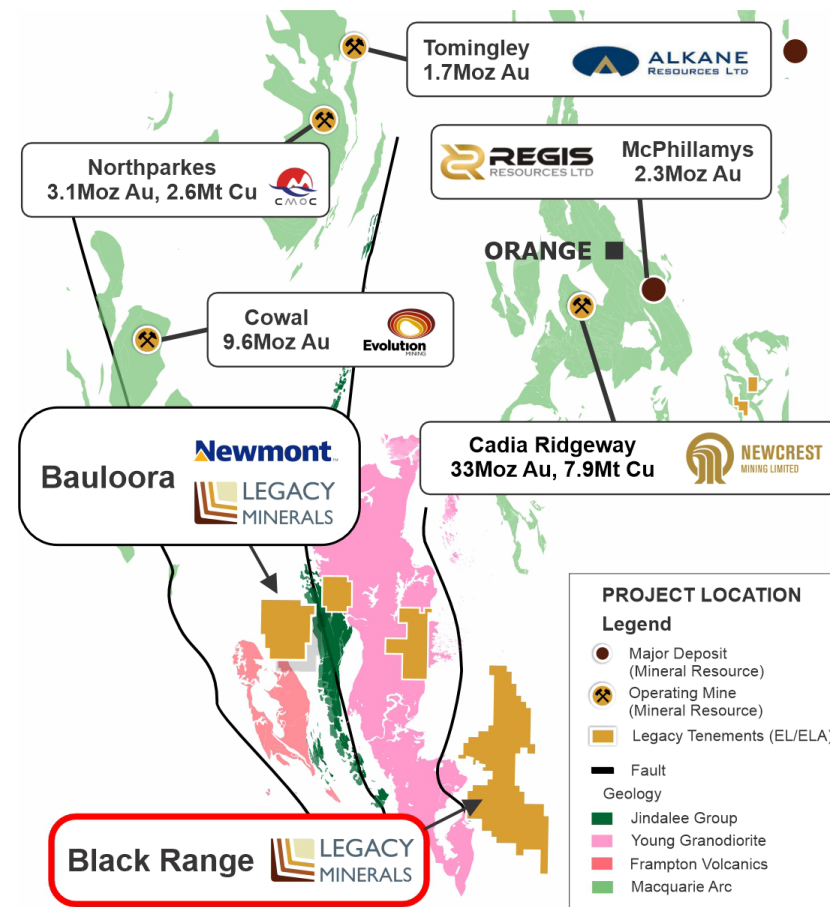 Tomingley
1.7Moz Au
ALKANE
RESOURCES LTD
Northparkes
3.1Moz Au, 2.6Mt Cu
CMOC
REGIS
RESOURCES LTD
McPhillamys
2.3Moz Au
ORANGE
Cowal
9.6Moz Au
Evolution
MINING
Bauloora
Newmont™
LEGACY
MINERALS
Cadia Ridgeway
33Moz Au, 7.9Mt Cu
NEWCREST
MINING LIMITED
PROJECT LOCATION
Legend
Major Deposit
(Mineral Resource)
Operating Mine
(Mineral Resource)
Legacy Tenements (EL/ELA)
Fault
Geology
Jindalee Group
Young Granodiorite
Frampton Volcanics
Macquarie Arc
Black Range
LEGACY
MINERALS